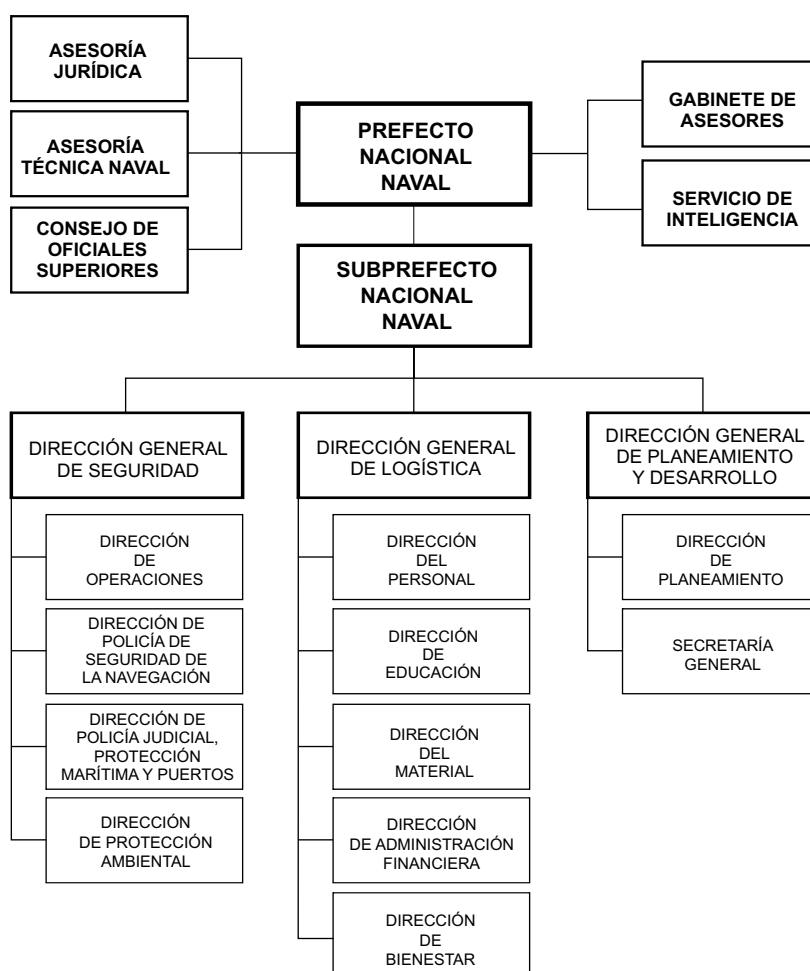 ASESORÍA
JURÍDICA
ASESORÍA
TÉCNICA NAVAL
CONSEJO DE
OFICIALES
SUPERIORES
PREFECTO
NACIONAL
NAVAL
GABINETE DE
ASESORES
SERVICIO DE
INTELIGENCIA
SUBPREFECTO
NACIONAL
NAVAL
DIRECCIÓN GENERAL
DE SEGURIDAD
DIRECCIÓN
DE
OPERACIONES
DIRECCIÓN DE
POLICÍA DE
SEGURIDAD DE
LA NAVEGACIÓN
DIRECCIÓN DE
POLICÍA JUDICIAL,
PROTECCIÓN
MARÍTIMA Y PUERTOS
DIRECCIÓN
DE PROTECCIÓN
AMBIENTAL
DIRECCIÓN GENERAL
DE LOGÍSTICA
DIRECCIÓN
DEL
PERSONAL
DIRECCIÓN
DE
EDUCACIÓN
DIRECCIÓN
DEL
MATERIAL
DIRECCIÓN
DE ADMINISTRACIÓN
FINANCIERA
DIRECCIÓN
DE
BIENESTAR
DIRECCIÓN GENERAL
DE PLANEAMIENTO
Y DESARROLLO
DIRECCIÓN
DE
PLANEAMIENTO
SECRETARÍA
GENERAL